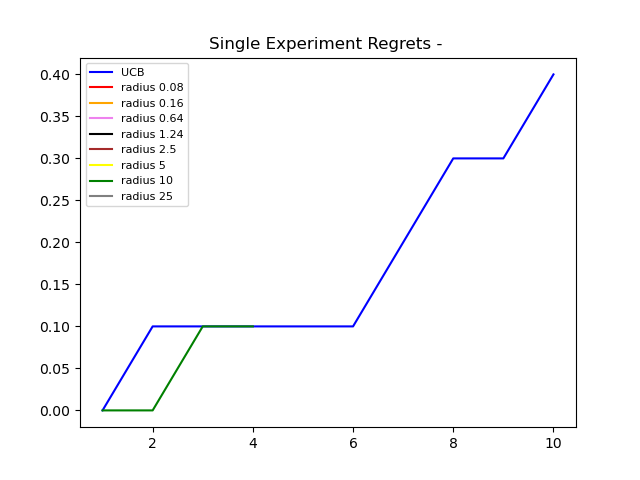 Single Experiment Regrets -
UCB
radius 0.08
radius 0.16
radius 0.64
radius 1.24
radius 2.5
radius 5
radius 10
radius 25
0.40
0.35
0.30
0.25
0.20
0.15
0.10
0.05
0.00
2 4 6 8 10